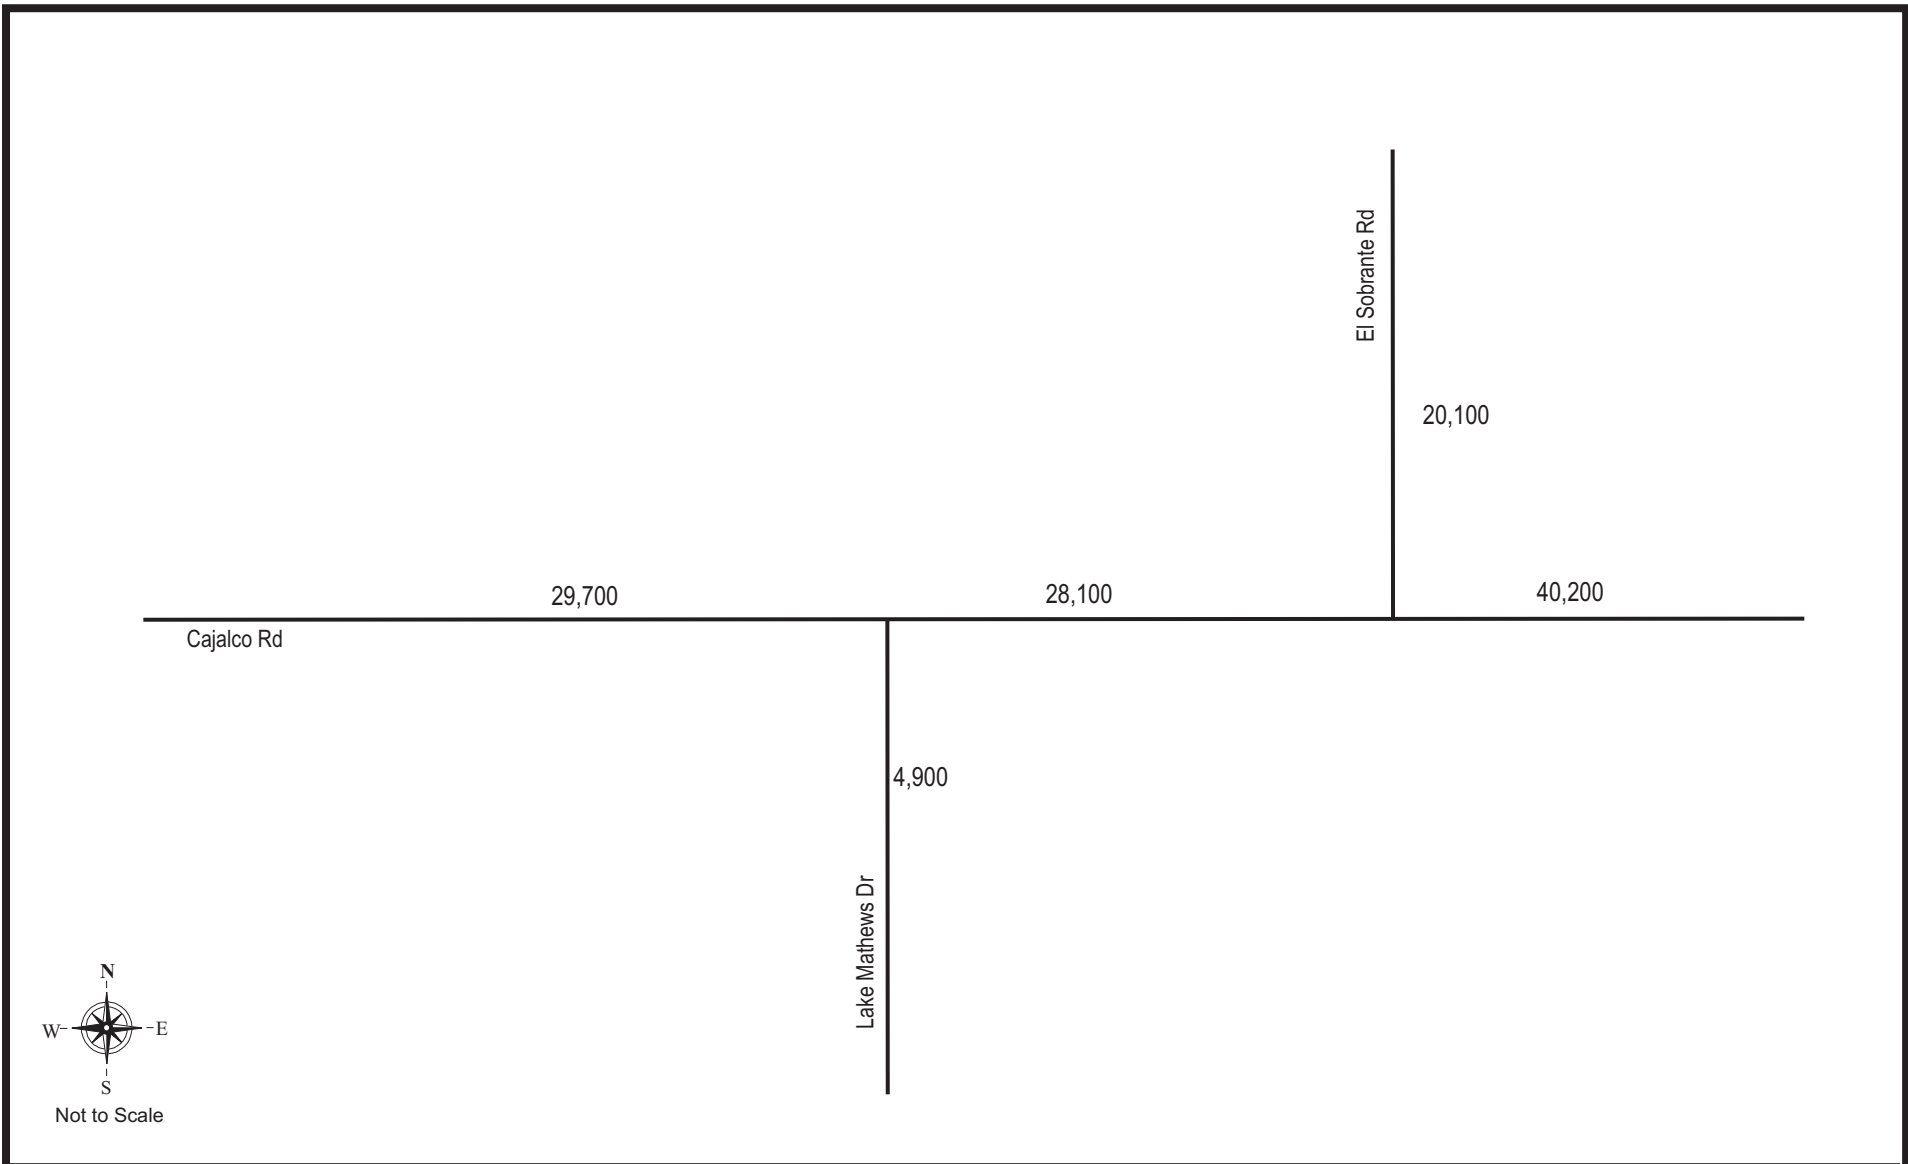 El Sobrante Rd
20,100
29,700
28,100
40,200
Cajalco Rd
4,900
Lake Mathews Dr
N
W
E
S
Not to Scale